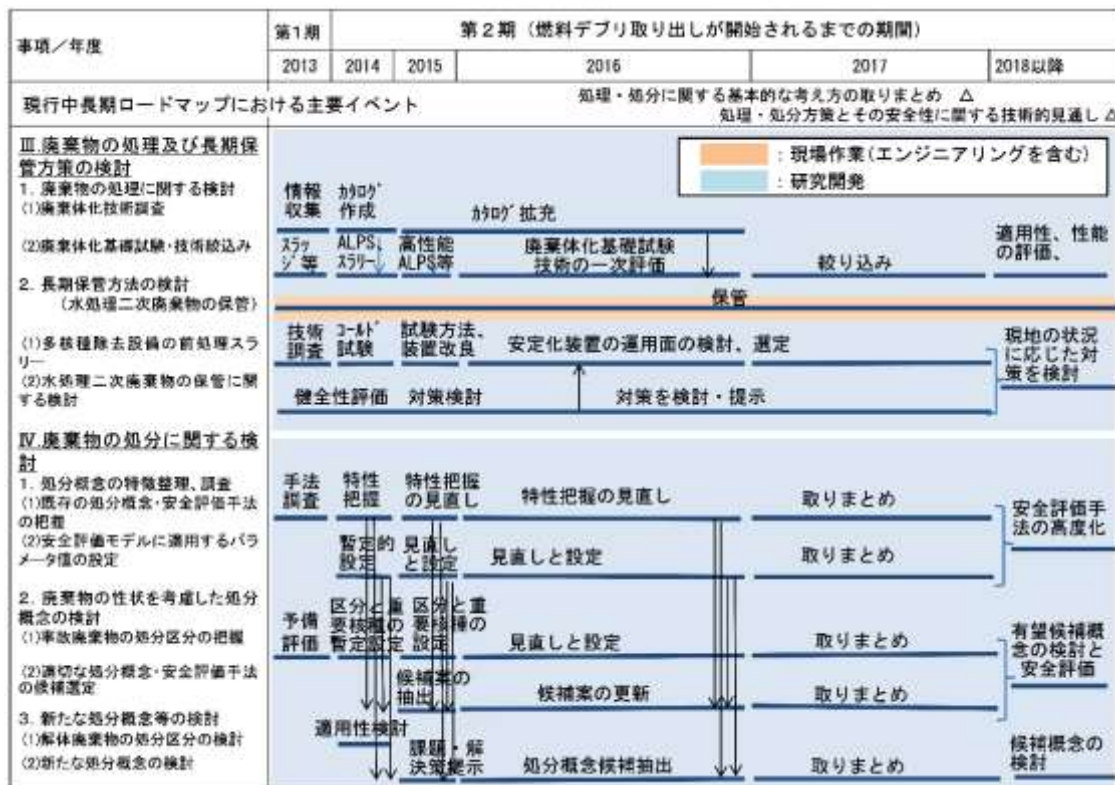 事項／年度
第1期
第２期（燃料デブリ取り出しが開始されるまでの期間）
2013
2014
2015
2016
2017
2018以降
現行中長期ロードマップにおける主要イベント
処理・処分に関する基本的な考え方の取りまとめ △
処理・処分方策とその安全性に関する技術的見通し △
：現場作業（エンジニアリングを含む）
：研究開発
Ⅲ.廃棄物の処理及び長期保
管方策の検討
1. 廃棄物の処理に関する検討
(1)廃棄体化技術調査
情報
収集
カタログ
作成
カタログ拡充
(2)廃棄体化基礎試験・技術絞込み
スラッ
ジ等
ALPS、
スラリー
高性能
ALPS等
廃棄体化基礎試験
技術の一次評価
絞り込み
適用性、性能
の評価、
2. 長期保管方法の検討
（水処理二次廃棄物の保管）
保管
(1)多核種除去設備の前処理スラ
リー
技術
調査
コールド
試験
試験方法、
装置改良
安定化装置の運用面の検討、選定
現地の状況
に応じた対
策を検討
(2)水処理二次廃棄物の保管に関
する検討
健全性評価
対策検討
対策を検討・提示
Ⅳ.廃棄物の処分に関する検
討
1. 処分概念の特徴整理、調査
(1)既存の処分概念・安全評価手法
の把握
手法
調査
特性
把握
特性把握
の見直し
特性把握の見直し
取りまとめ
安全評価手
法の高度化
(2)安全評価モデルに適用するパラ
メータ値の設定
暫定的
設定
見直し
と設定
見直しと設定
取りまとめ
2. 廃棄物の性状を考慮した処分
概念の検討
(1)事故廃棄物の処分区分の把握
予備
評価
区分と重
要核種の
暫定設定
区分と重
要核種の
設定
見直しと設定
取りまとめ
有望候補概
念の検討と
安全評価
(2)適切な処分概念・安全評価手法
の候補選定
候補案の
抽出
候補案の更新
取りまとめ
3. 新たな処分概念等の検討
(1)解体廃棄物の処分区分の検討
適用性検討
(2)新たな処分概念の検討
課題・解
決策提示
処分概念候補抽出
取りまとめ
候補概念の
検討